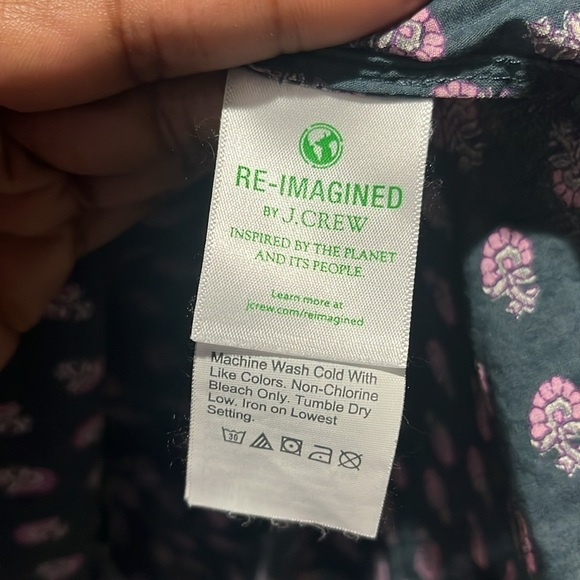 RE-IMAGINED
BY J.CREW
INSPIRED BY THE PLANET
AND ITS PEOPLE.
Learn more at
jcrew.com/reimagined
Machine Wash Cold With
Like Colors. Non-Chlorine
Bleach Only. Tumble Dry
Low. Iron on Lowest
Setting.
30